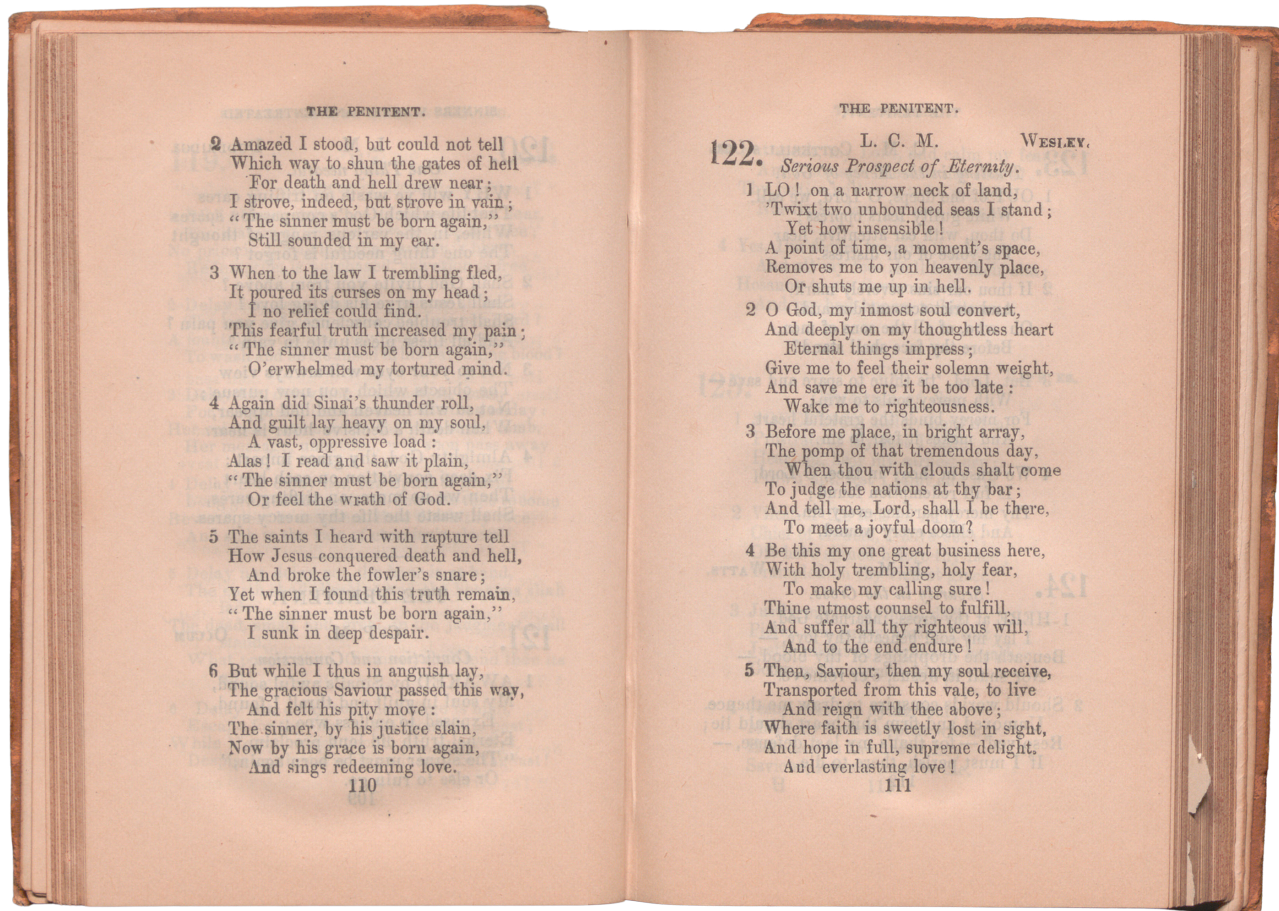 THE PENITENT.
2 Amazed I stood, but could not tell
Which way to shun the gates of hell
For death and hell drew near;
I strove, indeed, but strove in vain;
“The sinner must be born again,”
Still sounded in my ear.
3 When to the law I trembling fled,
It poured its curses on my head;
I no relief could find.
This fearful truth increased my pain;
“The sinner must be born again,”
O'erwhelmed my tortured mind.
4 Again did Sinai's thunder roll,
And guilt lay heavy on my soul,
A vast, oppressive load:
Alas! I read and saw it plain,
“The sinner must be born again,”
Or feel the wrath of God.
5 The saints I heard with rapture tell
How Jesus conquered death and hell,
And broke the fowler's snare;
Yet when I found this truth remain,
“The sinner must be born again,”
I sunk in deep despair.
6 But while I thus in anguish lay,
The gracious Saviour passed this way,
And felt his pity move:
The sinner, by his justice slain,
Now by his grace is born again,
And sings redeeming love.
110
THE PENITENT.
122. L. C. M. WESLEY.
Serious Prospect of Eternity.
1 LO! on a narrow neck of land,
'Twixt two unbounded seas I stand;
Yet how insensible!
A point of time, a moment's space,
Removes me to yon heavenly place,
Or shuts me up in hell.
2 O God, my inmost soul convert,
And deeply on my thoughtless heart
Eternal things impress;
Give me to feel their solemn weight,
And save me ere it be too late:
Wake me to righteousness.
3 Before me place, in bright array,
The pomp of that tremendous day,
When thou with clouds shalt come
To judge the nations at thy bar;
And tell me, Lord, shall I be there,
To meet a joyful doom?
4 Be this my one great business here,
With holy trembling, holy fear,
To make my calling sure!
Thine utmost counsel to fulfill,
And suffer all thy righteous will,
And to the end endure!
5 Then, Saviour, then my soul receive,
Transported from this vale, to live
And reign with thee above;
Where faith is sweetly lost in sight,
And hope in full, supreme delight,
And everlasting love!
111